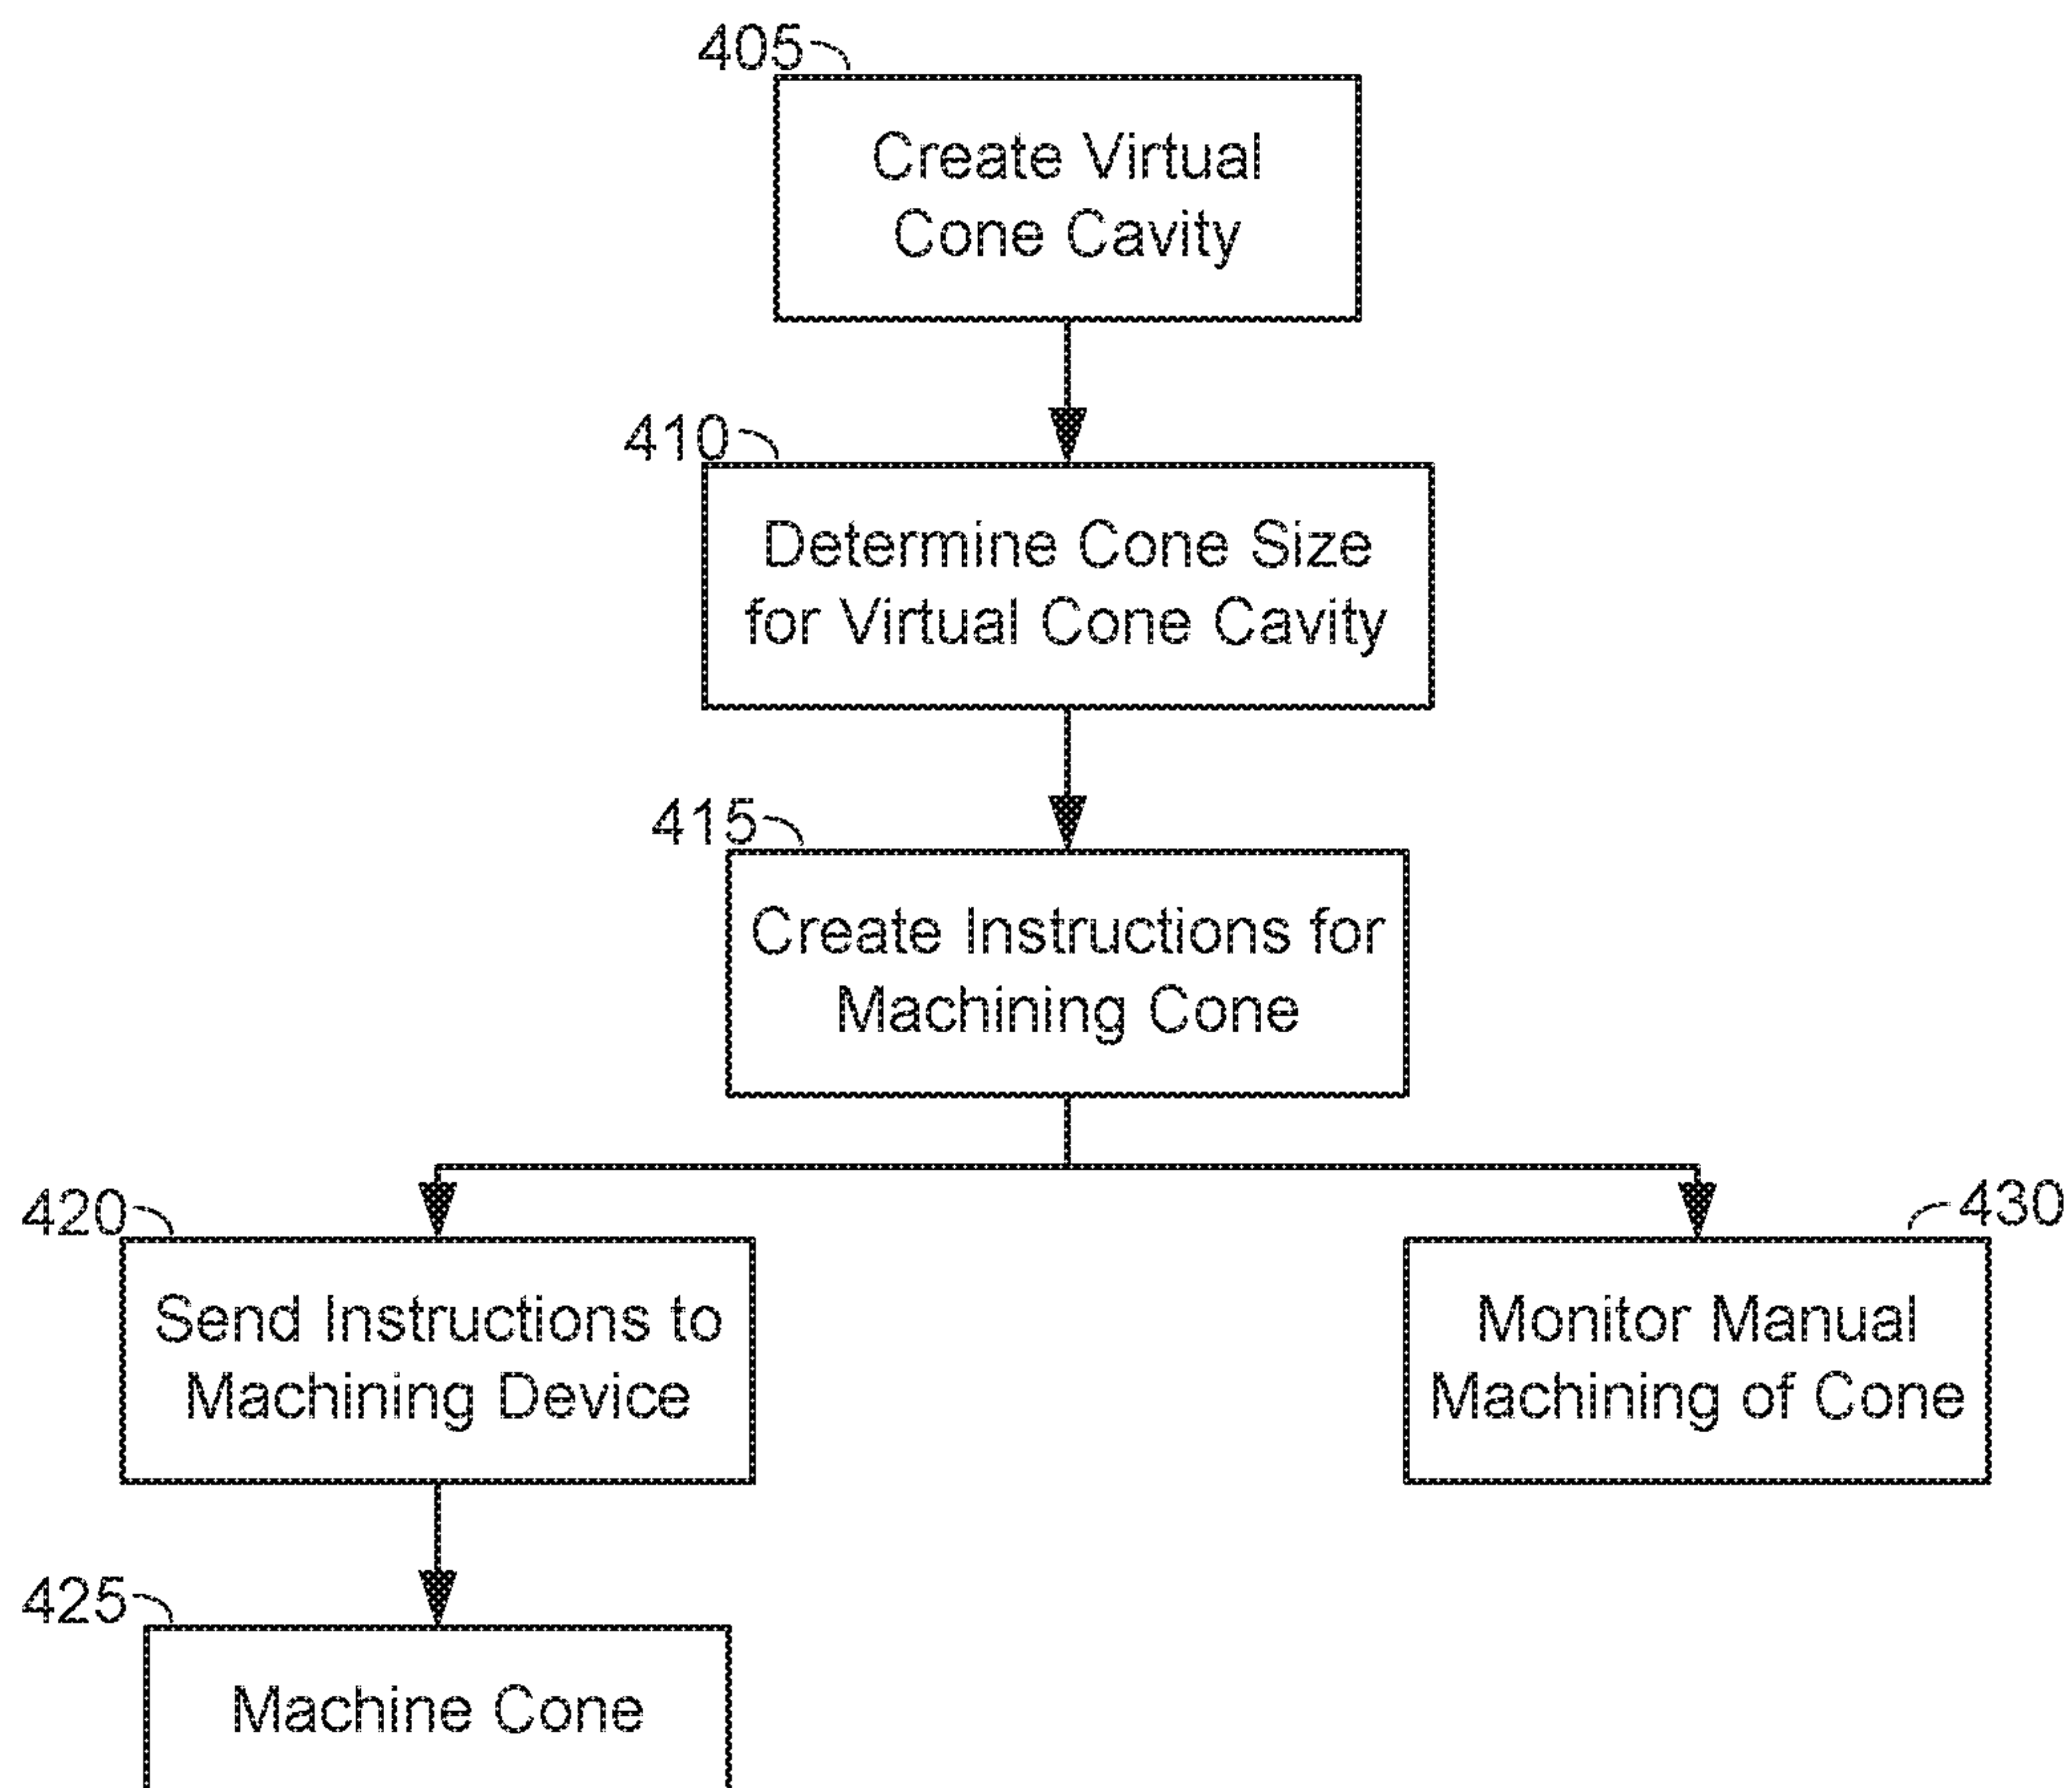 405
Create Virtual
Cone Cavity
410
Determine Cone Size
for Virtual Cone Cavity
415
Create Instructions for
Machining Cone
420
Send Instructions to
Machining Device
430
Monitor Manual
Machining of Cone
425
Machine Cone